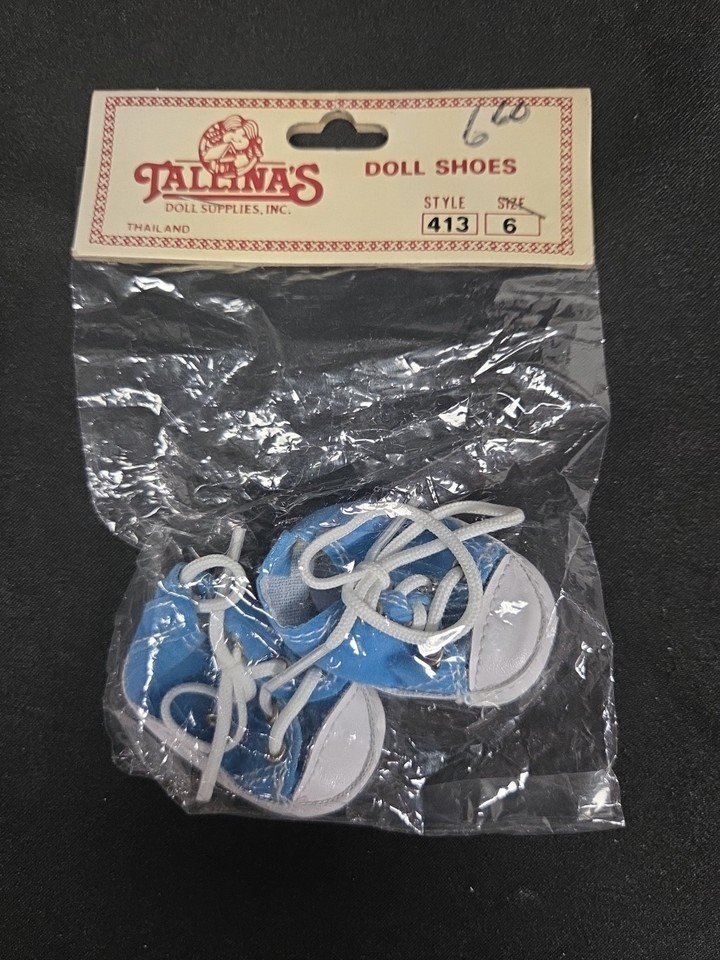 6 60
TALLINA'S
DOLL SUPPLIES, INC.
THAILAND
DOLL SHOES
STYLE SIZE
413 6